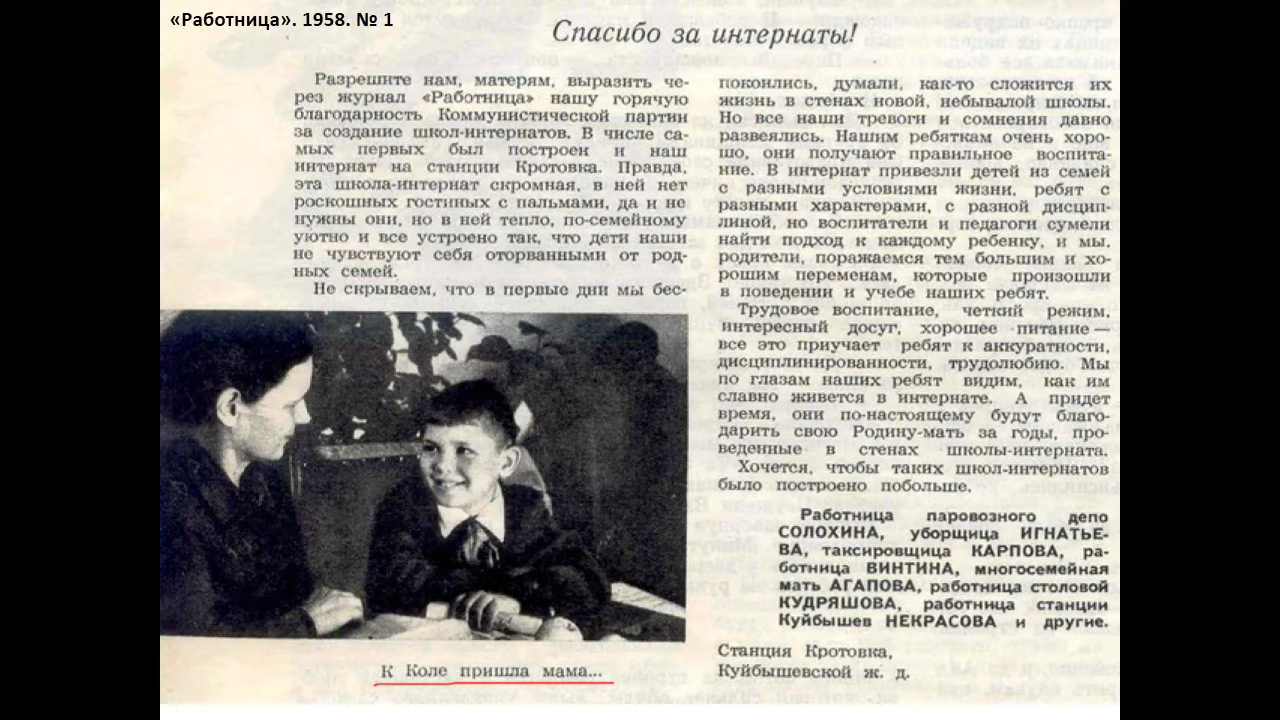 «Работница». 1958. № 1
Спасибо за интернаты!
Разрешите нам, матерям, выразить че-
рез журнал «Работница» нашу горячую
благодарность Коммунистической партии
за создание школ-интернатов. В числе са-
мых первых был построен и наш
интернат на станции Кротовка. Правда,
эта школа-интернат скромная, в ней нет
роскошных гостиных с пальмами, да и не
нужны они, но в ней тепло, по-семейному
уютно и все устроено так, что дети наши
не чувствуют себя оторванными от род-
ных семей.
Не скрываем, что в первые дни мы бес-
покоились, думали, как-то сложится их
жизнь в стенах новой, небывалой школы.
Но все наши тревоги и сомнения давно
развеялись. Нашим ребяткам очень хоро-
шо, они получают правильное воспита-
ние. В интернат привезли детей из семей
с разными условиями жизни, ребят с
разными характерами, с разной дисцип-
линой, но воспитатели и педагоги сумели
найти подход к каждому ребенку, и мы,
родители, поражаемся тем большим и хо-
рошим переменам, которые произошли
в поведении и учебе наших ребят.
Трудовое воспитание, четкий режим,
интересный досуг, хорошее питание —
все это приучает ребят к аккуратности,
дисциплинированности, трудолюбию. Мы
по глазам наших ребят видим, как им
славно живется в интернате. А придет
время, они по-настоящему будут благо-
дарить свою Родину-мать за годы, про-
веденные в стенах школы-интерната.
Хочется, чтобы таких школ-интернатов
было построено побольше.
Работница паровозного депо
СОЛОХИНА, уборщица ИГНАТЬЕ-
ВА, таксировщица КАРПОВА, ра-
ботница ВИНТИНА, многосемейная
мать АГАПОВА, работница столовой
КУДРЯШОВА, работница станции
Куйбышев НЕКРАСОВА и другие.
Станция Кротовка,
Куйбышевской ж. д.
К Коле пришла мама...